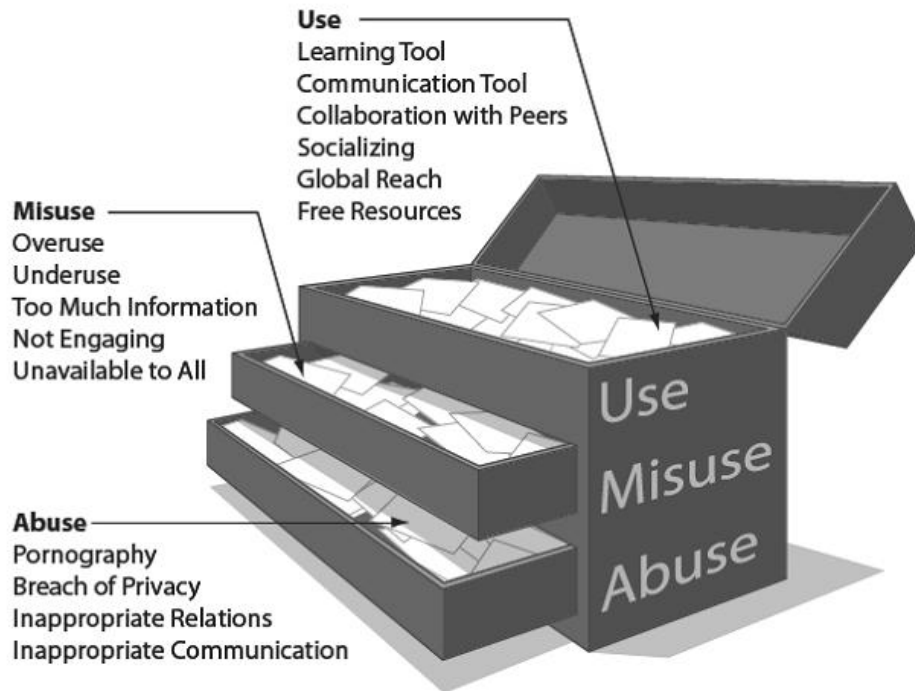 Use
Learning Tool
Communication Tool
Collaboration with Peers
Socializing
Global Reach
Free Resources
Misuse
Overuse
Underuse
Too Much Information
Not Engaging
Unavailable to All
Abuse
Pornography
Breach of Privacy
Inappropriate Relations
Inappropriate Communication
Use
Misuse
Abuse